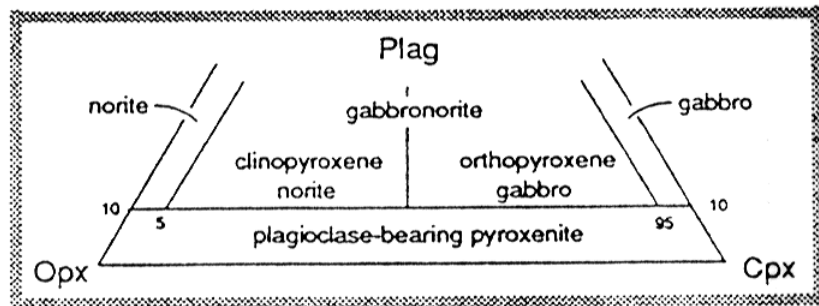 Plag
norite
gabbronorite
gabbro
clinopyroxene
norite
orthopyroxene
gabbro
10
5
95
10
plagioclase-bearing pyroxenite
Opx
Cpx